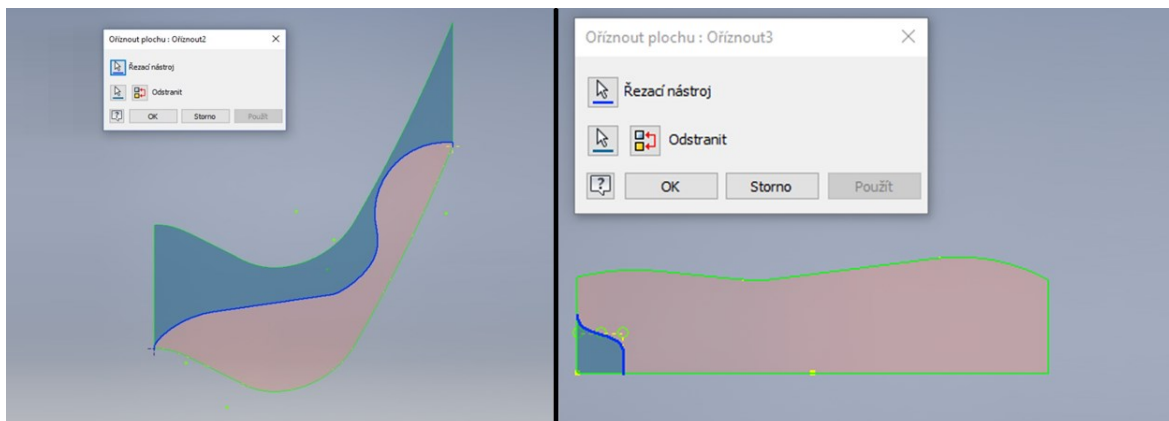 Oříznout plochu : Oříznout2
Řezací nástroj
Odstranit
OK Storno Použít
Oříznout plochu : Oříznout3
Řezací nástroj
Odstranit
OK Storno Použít